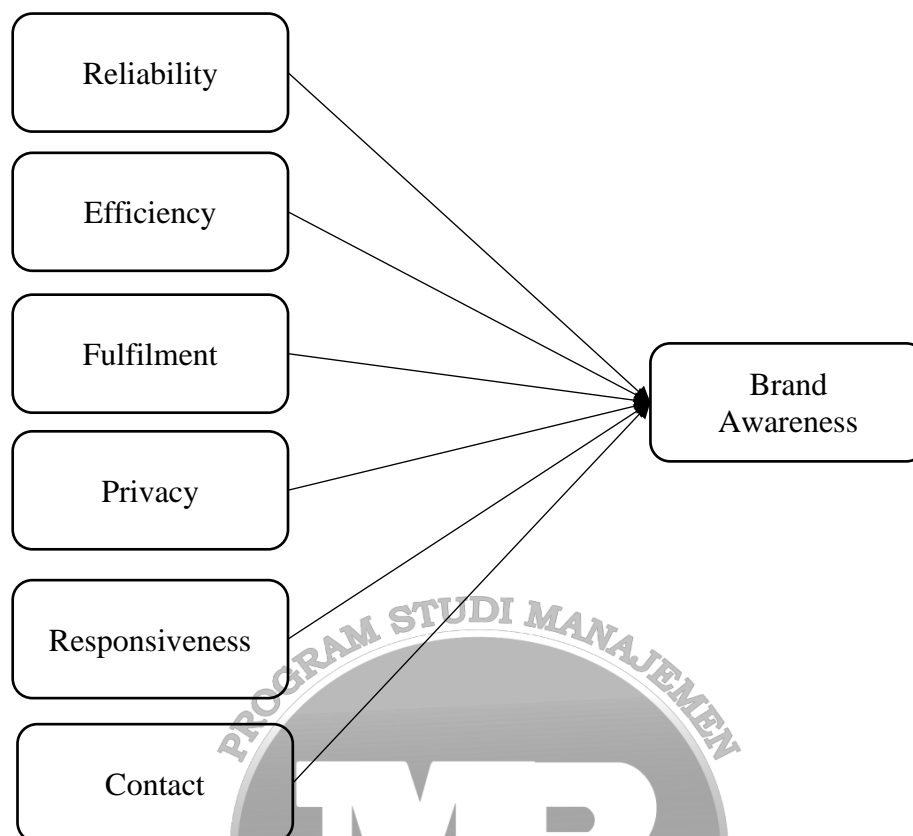 Reliability
Efficiency
Fulfilment
Privacy
Responsiveness
Contact
Brand
Awareness
PROGRAM STUDI MANAJEMEN